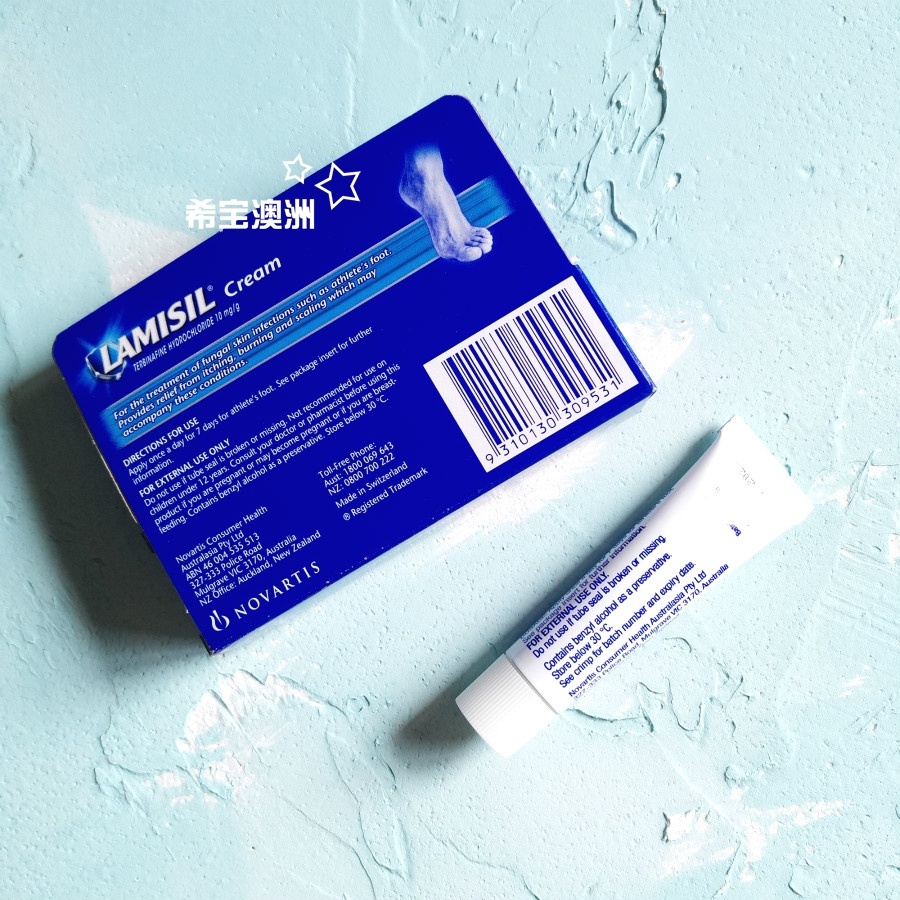 希宝澳洲
LAMISIL® Cream
TERBINAFINE HYDROCHLORIDE 10 mg/g
For the treatment of fungal skin infections such as athlete's foot.
Provides relief from itching, burning and scaling which may
accompany these conditions.
DIRECTIONS FOR USE
Apply once a day for 7 days for athlete's foot. See package insert for further
information.
FOR EXTERNAL USE ONLY
Do not use if tube seal is broken or missing. Not recommended for use on
children under 12 years. Consult your doctor or pharmacist before using this
product if you are pregnant or may become pregnant or if you are breast-
feeding. Contains benzyl alcohol as a preservative. Store below 30 °C.
Novartis Consumer Health
Australasia Pty Ltd
ABN 46 004 535 513
327-333 Police Road
Mulgrave VIC 3170, Australia
NZ Office: Auckland, New Zealand
Toll-Free Phone:
Aust: 1800 069 643
NZ: 0800 700 222
Made in Switzerland
® Registered Trademark
NOVARTIS
9 310130 309531
FOR EXTERNAL USE ONLY.
Do not use if tube seal is broken or missing.
Contains benzyl alcohol as a preservative.
Store below 30 °C.
See crimp for batch number and expiry date.
Novartis Consumer Health Australasia Pty Ltd
327-333 Police Road, Mulgrave VIC 3170, Australia